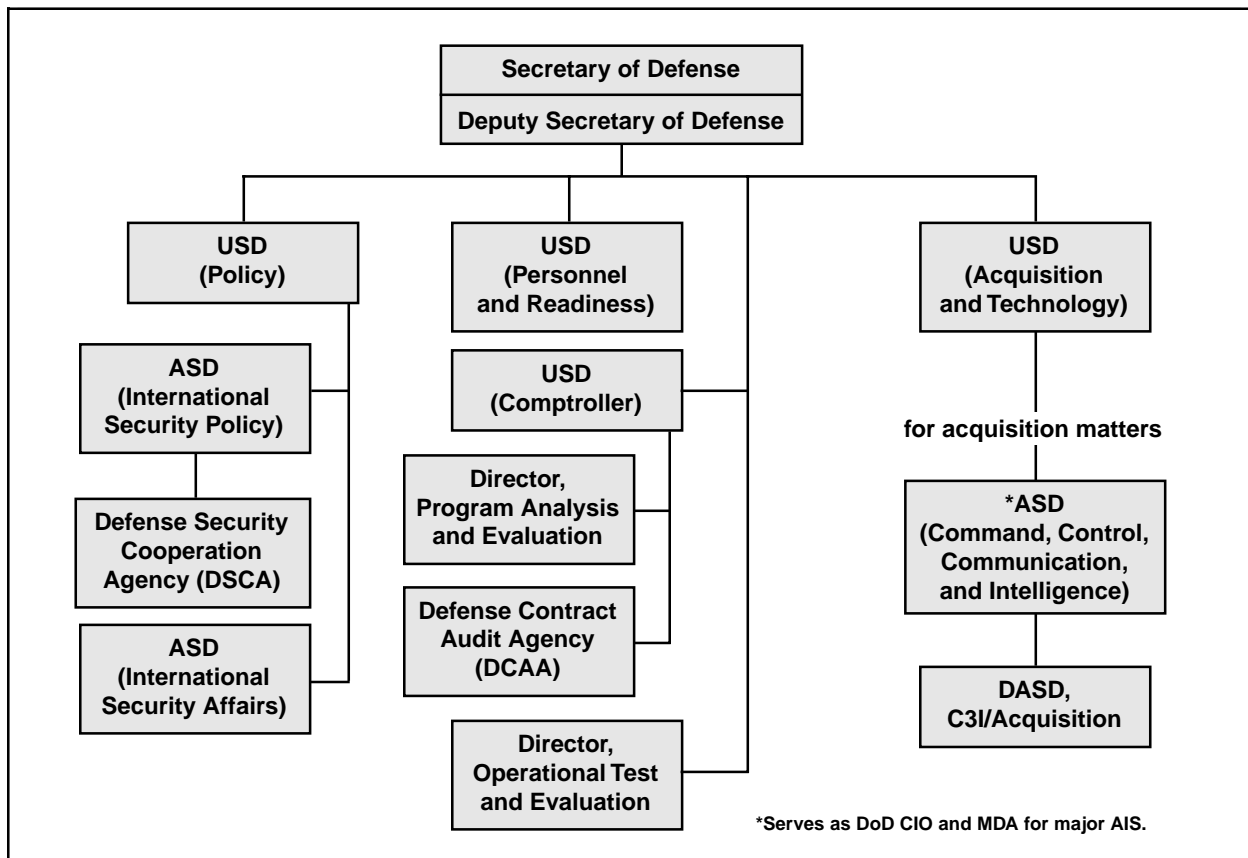 Secretary of Defense
Deputy Secretary of Defense
USD
(Policy)
ASD
(International
Security Policy)
Defense Security
Cooperation
Agency (DSCA)
ASD
(International
Security Affairs)
USD
(Personnel
and Readiness)
USD
(Comptroller)
Director,
Program Analysis
and Evaluation
Defense Contract
Audit Agency
(DCAA)
Director,
Operational Test
and Evaluation
USD
(Acquisition
and Technology)
for acquisition matters
*ASD
(Command, Control,
Communication,
and Intelligence)
DASD,
C3I/Acquisition
*Serves as DoD CIO and MDA for major AIS.